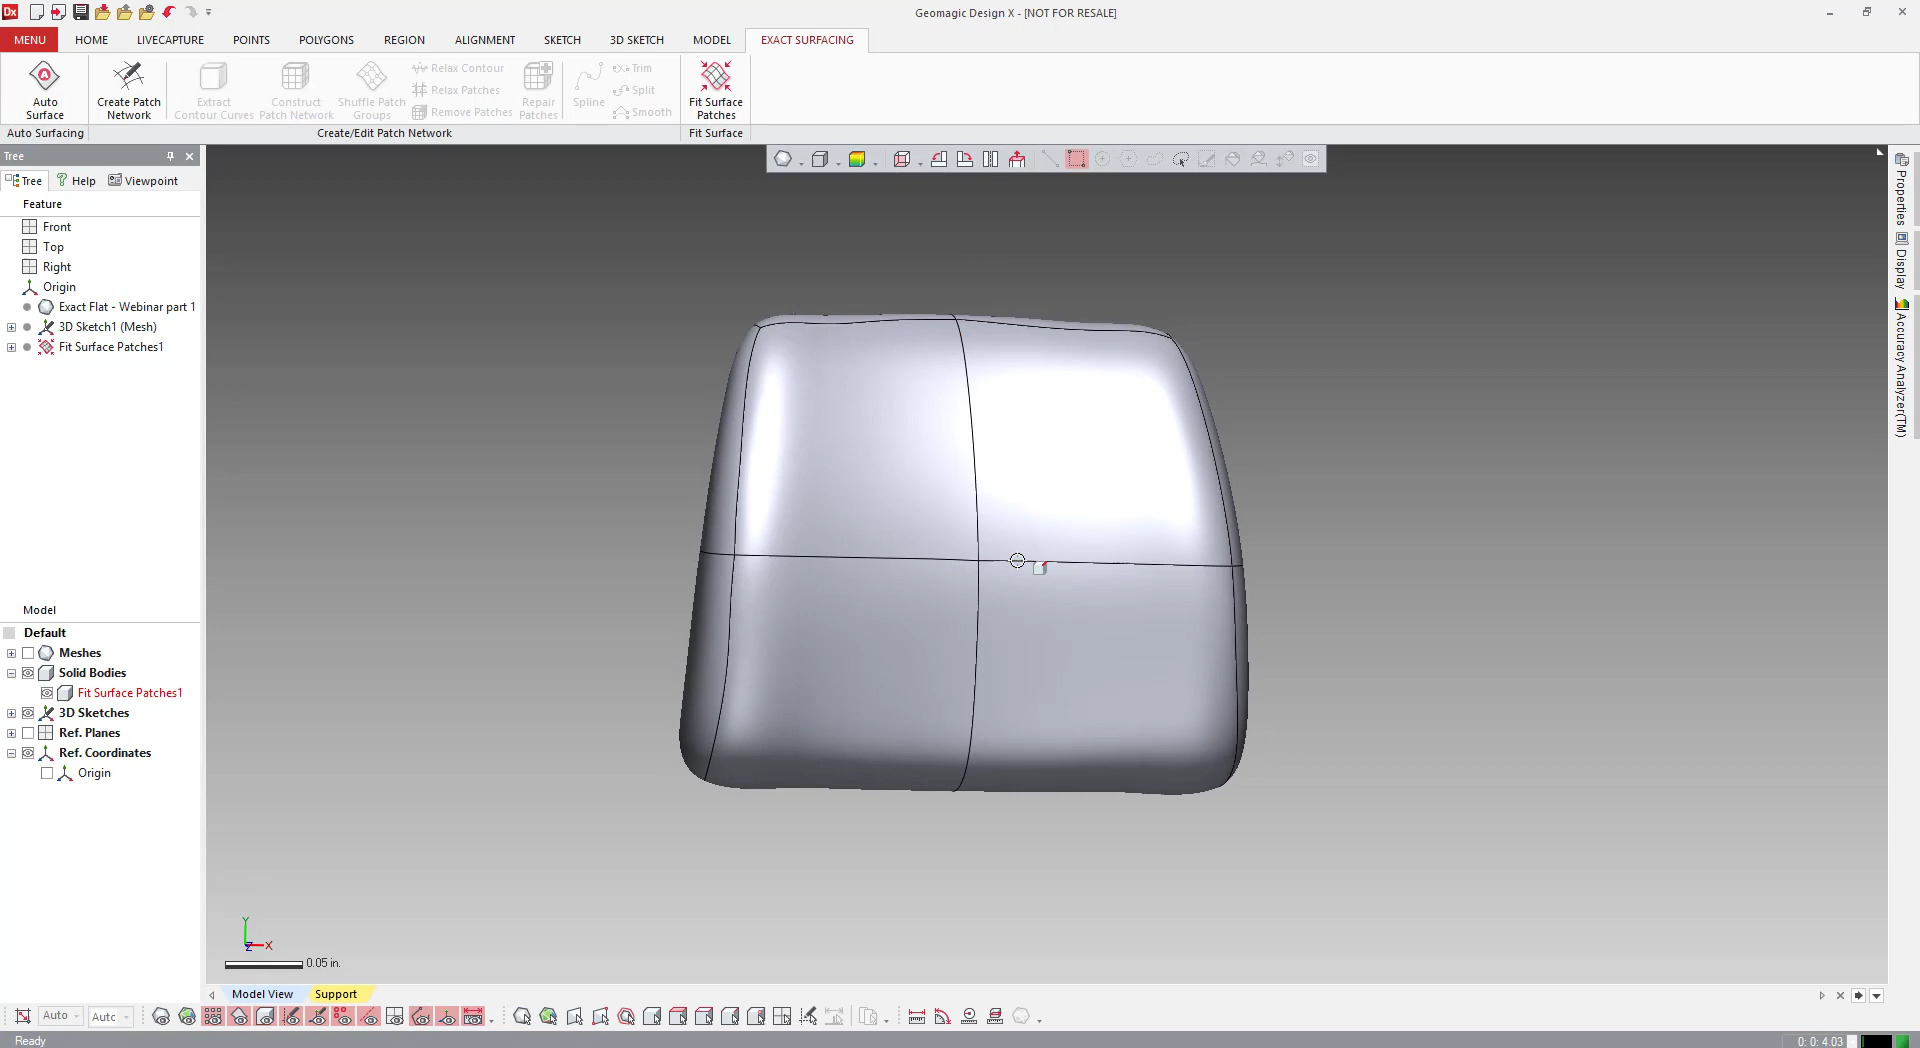 Dx
Geomagic Design X - [NOT FOR RESALE]
MENU HOME LIVECAPTURE POINTS POLYGONS REGION ALIGNMENT SKETCH 3D SKETCH MODEL EXACT SURFACING
Auto Surface
Create Patch Network
Extract Contour Curves
Construct Patch Network
Shuffle Patch Groups
Relax Contour
Relax Patches
Remove Patches
Repair Patches
Spline
Trim
Split
Smooth
Fit Surface Patches
Auto Surfacing Create/Edit Patch Network Fit Surface
Tree
Tree Help Viewpoint
Feature
Front
Top
Right
Origin
Exact Flat - Webinar part 1
3D Sketch1 (Mesh)
Fit Surface Patches1
Model
Default
Meshes
Solid Bodies
Fit Surface Patches1
3D Sketches
Ref. Planes
Ref. Coordinates
Origin
Properties
Display
Accuracy Analyzer(TM)
Y
Z X
0.05 in.
Model View Support
Auto Autc
Ready
0: 0: 4.03